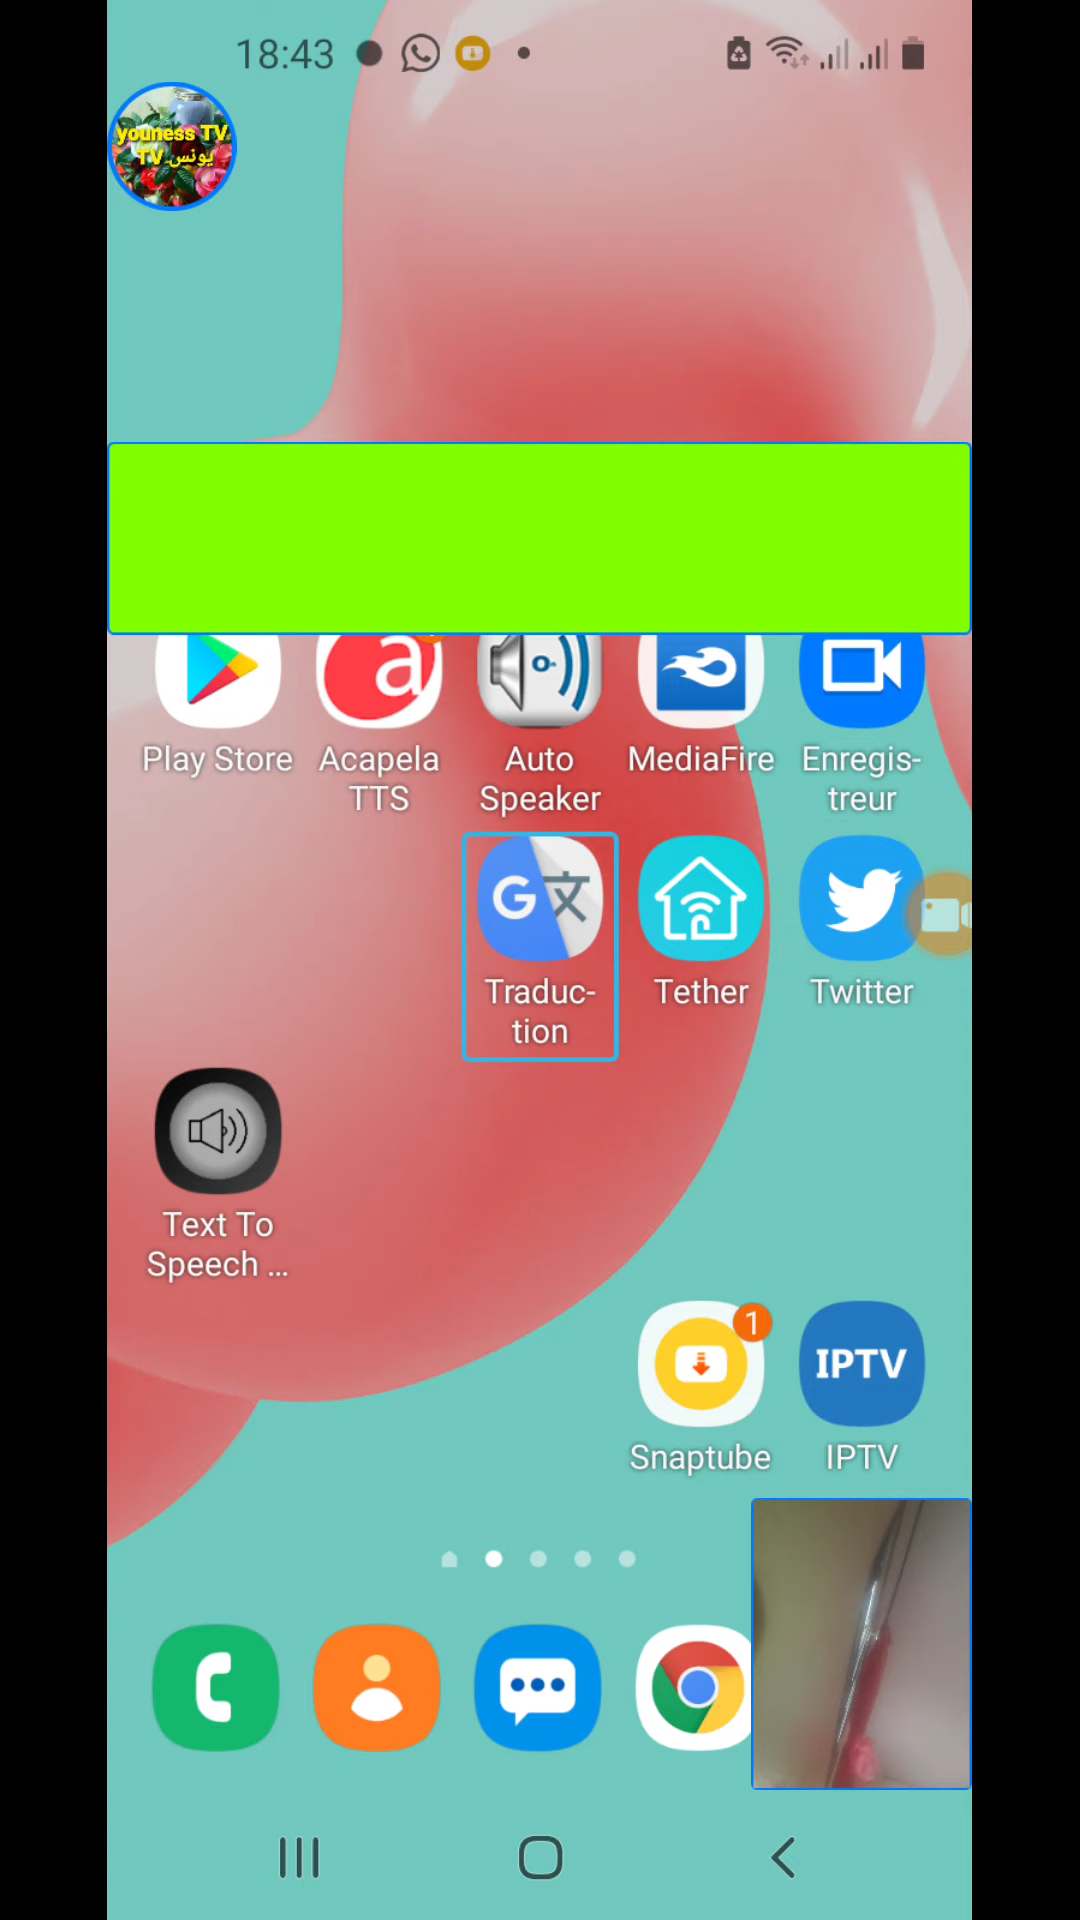 18:43
youness TV
يونس TV
Play Store
Acapela
TTS
Auto
Speaker
MediaFire
Enregis-
treur
Traduc-
tion
Tether
Twitter
Text To
Speech ...
1
IPTV
Snaptube
IPTV